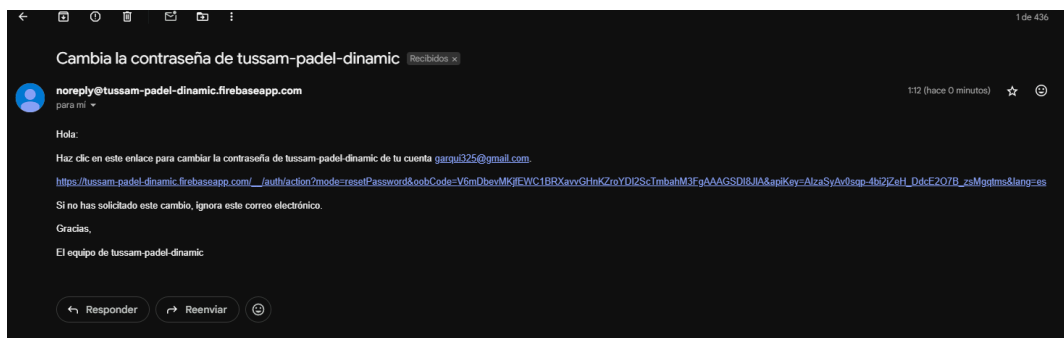 1 de 436
Cambia la contraseña de tussam-padel-dinamic Recibidos ×
noreply@tussam-padel-dinamic.firebaseapp.com 1:12 (hace 0 minutos)
para mí
Hola:
Haz clic en este enlace para cambiar la contraseña de tussam-padel-dinamic de tu cuenta garqui325@gmail.com.
https://tussam-padel-dinamic.firebaseapp.com/__/auth/action?mode=resetPassword&oobCode=V6mDbevMKjfEWC1BRXavvGHnKZroYDI2ScTmbahM3FgAAAGSDI8JIA&apiKey=AIzaSyAv0sqp-4bi2jZeH_DdcE2O7B_zsMgqtms&lang=es
Si no has solicitado este cambio, ignora este correo electrónico.
Gracias,
El equipo de tussam-padel-dinamic
Responder Reenviar